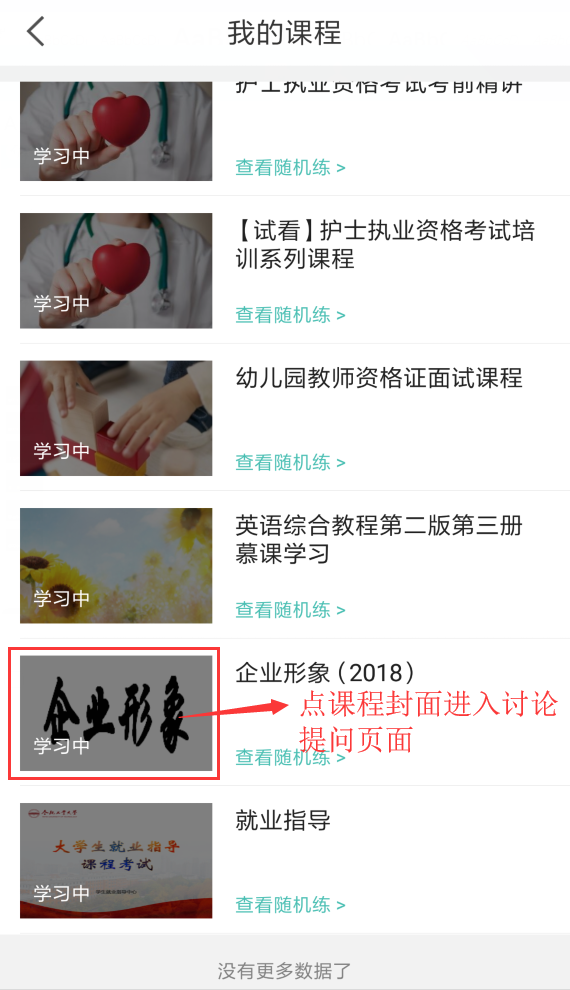 我的课程
护士执业资格考试考前精讲
学习中
查看随机练 >
【试看】护士执业资格考试培
训系列课程
学习中
查看随机练 >
幼儿园教师资格证面试课程
学习中
查看随机练 >
英语综合教程第二版第三册
慕课学习
学习中
查看随机练 >
企业形象（2018）
企业形象
点课程封面进入讨论
提问页面
学习中
查看随机练 >
就业指导
大学生就业指导
课程考试
学习中
查看随机练 >
没有更多数据了